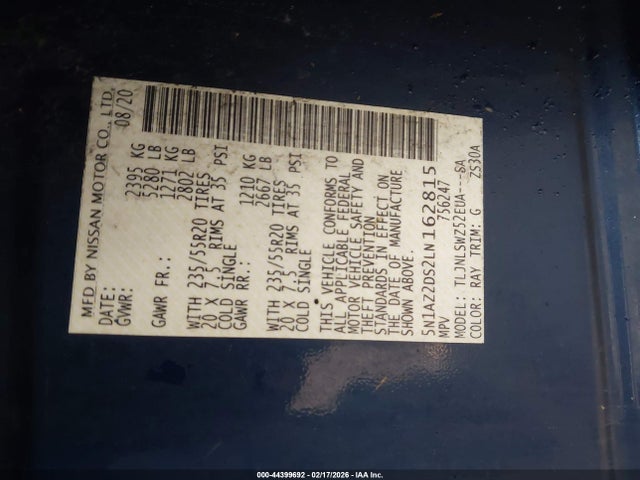 MFD BY NISSAN MOTOR CO., LTD.
DATE: 08/20
GVWR: 2395 KG
5280 LB
GAWR FR.: 1271 KG
2802 LB
WITH 235/55R20 TIRES
20 X 7.5 RIMS AT 35 PSI
COLD SINGLE
GAWR RR.: 1210 KG
2667 LB
WITH 235/55R20 TIRES
20 X 7.5 RIMS AT 35 PSI
COLD SINGLE
THIS VEHICLE CONFORMS TO
ALL APPLICABLE FEDERAL
MOTOR VEHICLE SAFETY AND
THEFT PREVENTION
STANDARDS IN EFFECT ON
THE DATE OF MANUFACTURE
SHOWN ABOVE.
5N1AZ2DS2LN162815
MPV 756247
MODEL: TLJNLSWZ52EUA---SA
COLOR: RAY TRIM: G ZS30A
000-44399692 - 02/17/2026 - IAA Inc.